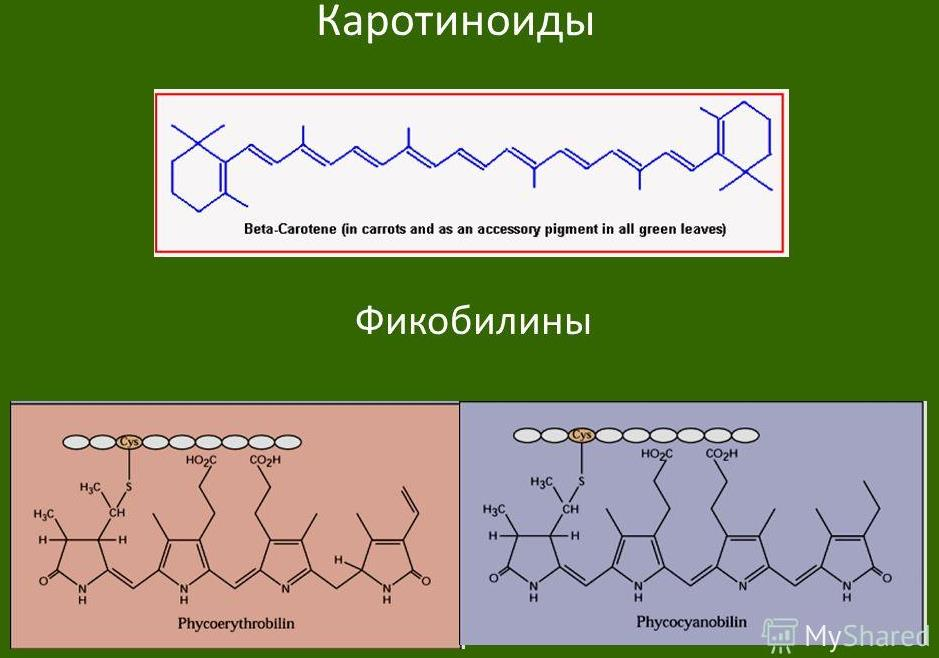 Каротиноиды
Beta-Carotene (in carrots and as an accessory pigment in all green leaves)
Фикобилины
Cys
HO2C CO2H
H3C S
H3C CH
H H
H
O N N N N O
H H H
Phycoerythrobilin
Cys
HO2C CO2H
H3C S
H3C CH
H H
O N N N N O
H H H
Phycocyanobilin
MyShared